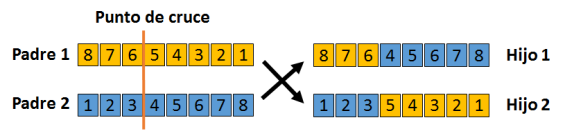 Punto de cruce
Padre 1 8 7 6 5 4 3 2 1 8 7 6 4 5 6 7 8 Hijo 1
Padre 2 1 2 3 4 5 6 7 8 1 2 3 5 4 3 2 1 Hijo 2